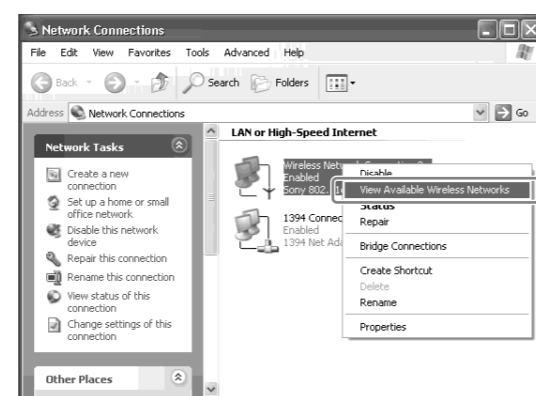 Network Connections
File Edit View Favorites Tools Advanced Help
Back Search Folders
Address Network Connections Go
Network Tasks
Create a new
connection
Set up a home or small
office network
Disable this network
device
Repair this connection
Rename this connection
View status of this
connection
Change settings of this
connection
Other Places
LAN or High-Speed Internet
Wireless Network
Enabled
Sony 802.
1394 Connec
Enabled
1394 Net Ada
Disable
View Available Wireless Networks
Status
Repair
Bridge Connections
Create Shortcut
Delete
Rename
Properties